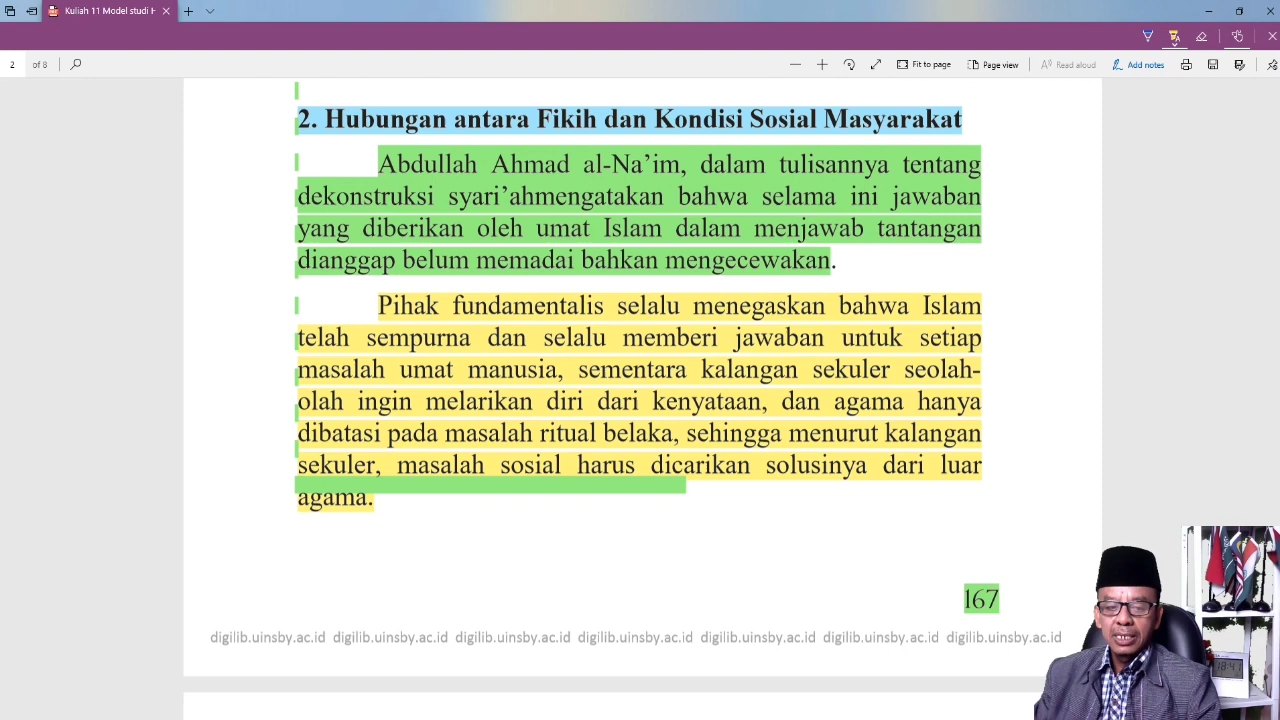 Kuliah 11 Model studi H
2 of 8
Fit to page
Page view
Read aloud
Add notes
2. Hubungan antara Fikih dan Kondisi Sosial Masyarakat
Abdullah Ahmad al-Na’im, dalam tulisannya tentang
dekonstruksi syari’ahmengatakan bahwa selama ini jawaban
yang diberikan oleh umat Islam dalam menjawab tantangan
dianggap belum memadai bahkan mengecewakan.
Pihak fundamentalis selalu menegaskan bahwa Islam
telah sempurna dan selalu memberi jawaban untuk setiap
masalah umat manusia, sementara kalangan sekuler seolah-
olah ingin melarikan diri dari kenyataan, dan agama hanya
dibatasi pada masalah ritual belaka, sehingga menurut kalangan
sekuler, masalah sosial harus dicarikan solusinya dari luar
agama.
167
digilib.uinsby.ac.id digilib.uinsby.ac.id digilib.uinsby.ac.id digilib.uinsby.ac.id digilib.uinsby.ac.id digilib.uinsby.ac.id digilib.uinsby.ac.id
18:41